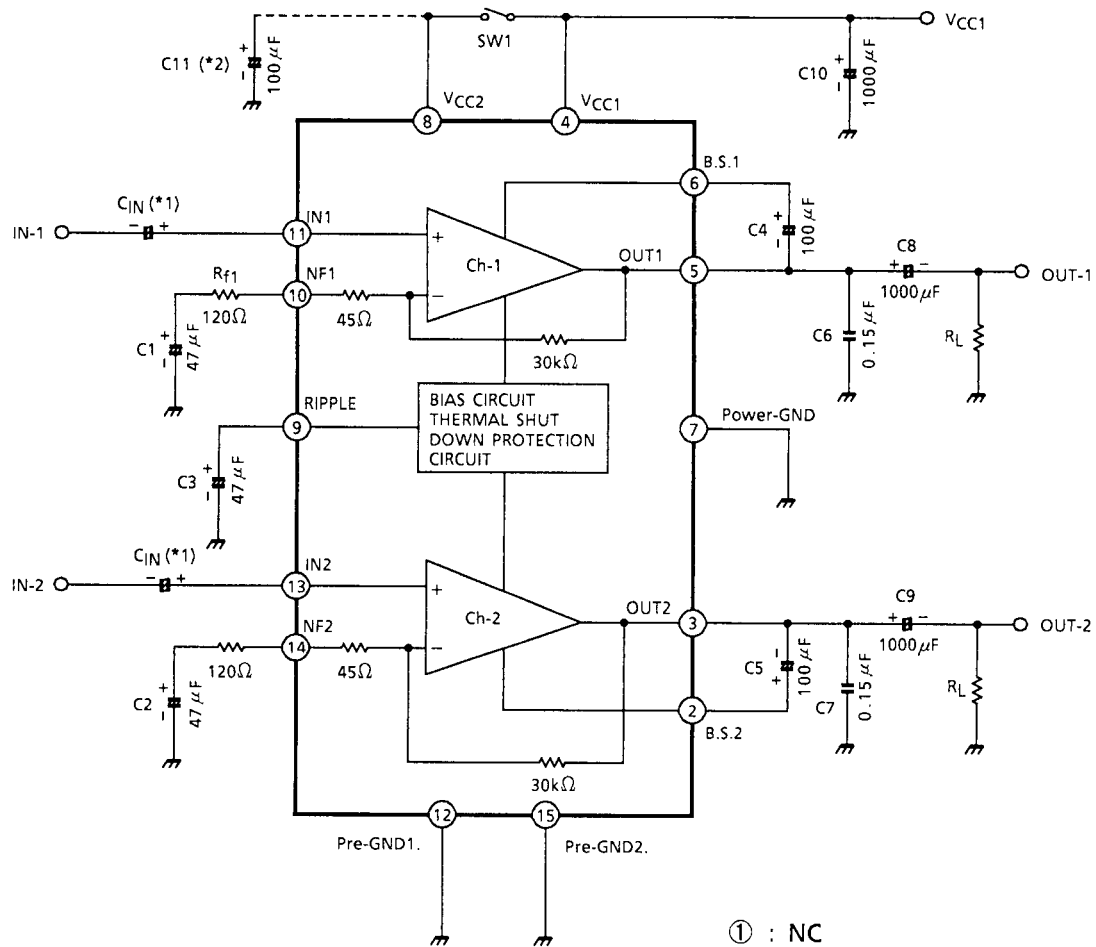 VCC1
SW1
C11 (*2)
+
-
100μF
C10
+
-
1000μF
VCC2
VCC1
8
4
B.S.1
6
CIN (*1)
IN-1
- +
IN1
11
+
Ch-1
-
OUT1
5
C4
+
-
100μF
C8
+ -
1000μF
OUT-1
Rf1
120Ω
NF1
10
45Ω
30kΩ
C1
+
-
47μF
C6
0.15μF
RL
RIPPLE
9
BIAS CIRCUIT
THERMAL SHUT
DOWN PROTECTION
CIRCUIT
Power-GND
7
C3
+
-
47μF
CIN (*1)
IN-2
- +
IN2
13
+
Ch-2
-
OUT2
3
C9
+ -
1000μF
OUT-2
NF2
14
120Ω
45Ω
C5
-
+
100μF
C7
0.15μF
RL
C2
+
-
47μF
2
B.S.2
30kΩ
12
15
Pre-GND1.
Pre-GND2.
① : NC